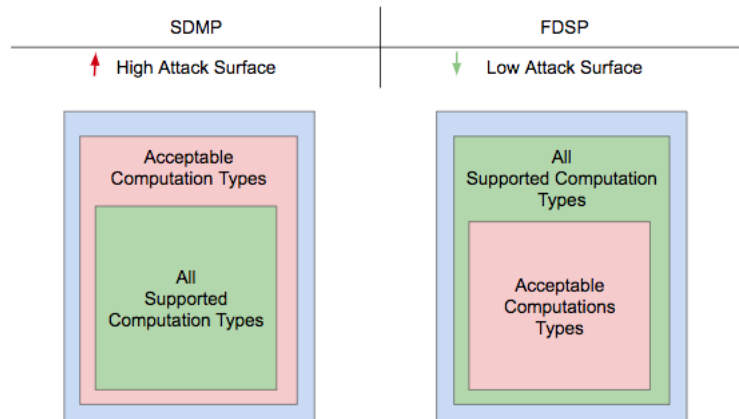 SDMP
FDSP
High Attack Surface
Low Attack Surface
Acceptable
Computation Types
All
Supported
Computation Types
All
Supported Computation
Types
Acceptable
Computations
Types